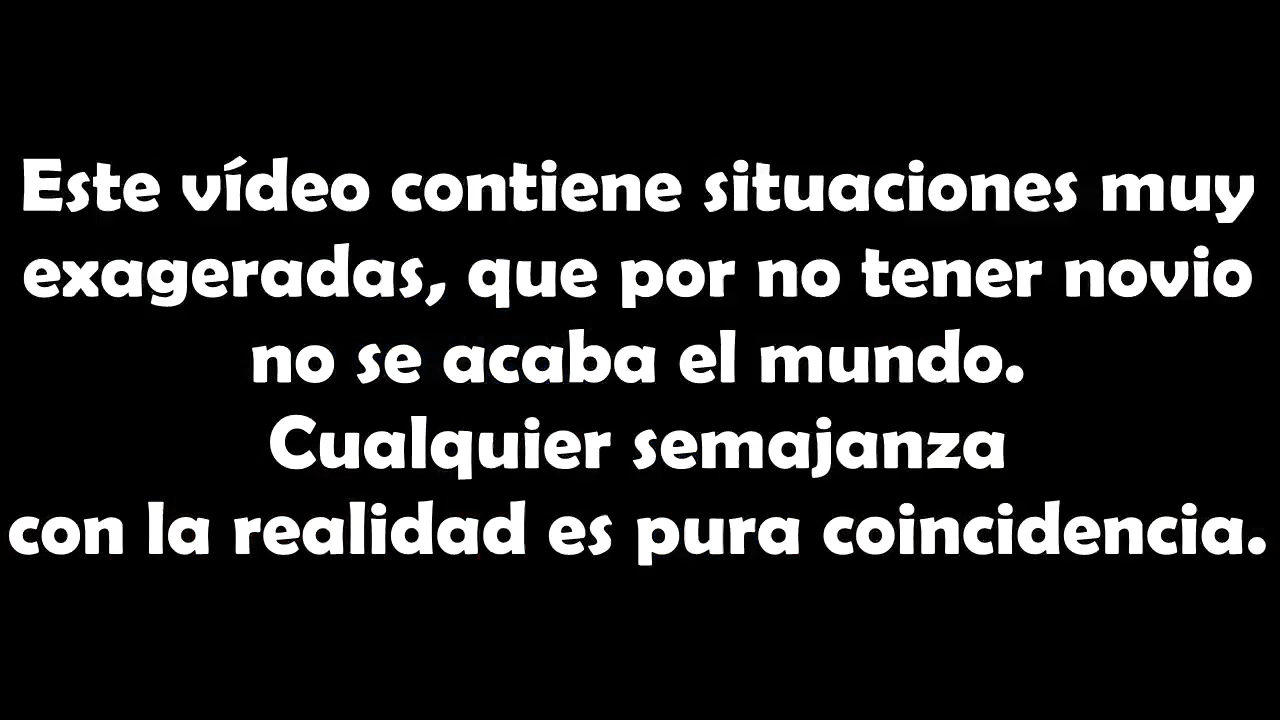 Este vídeo contiene situaciones muy
exageradas, que por no tener novio
no se acaba el mundo.
Cualquier semajanza
con la realidad es pura coincidencia.